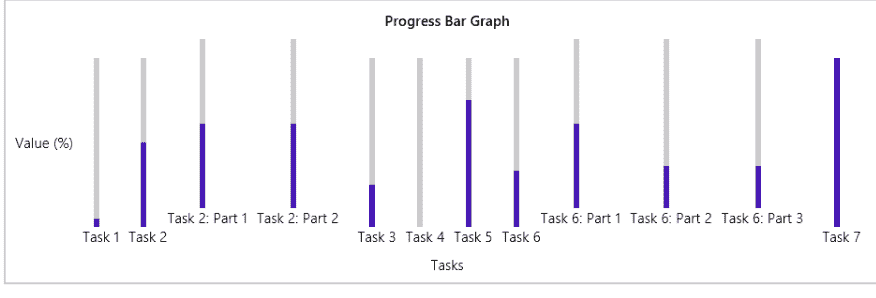 Progress Bar Graph
Value (%)
Task 2: Part 1 Task 2: Part 2 Task 6: Part 1 Task 6: Part 2 Task 6: Part 3
Task 1 Task 2 Task 3 Task 4 Task 5 Task 6 Task 7
Tasks